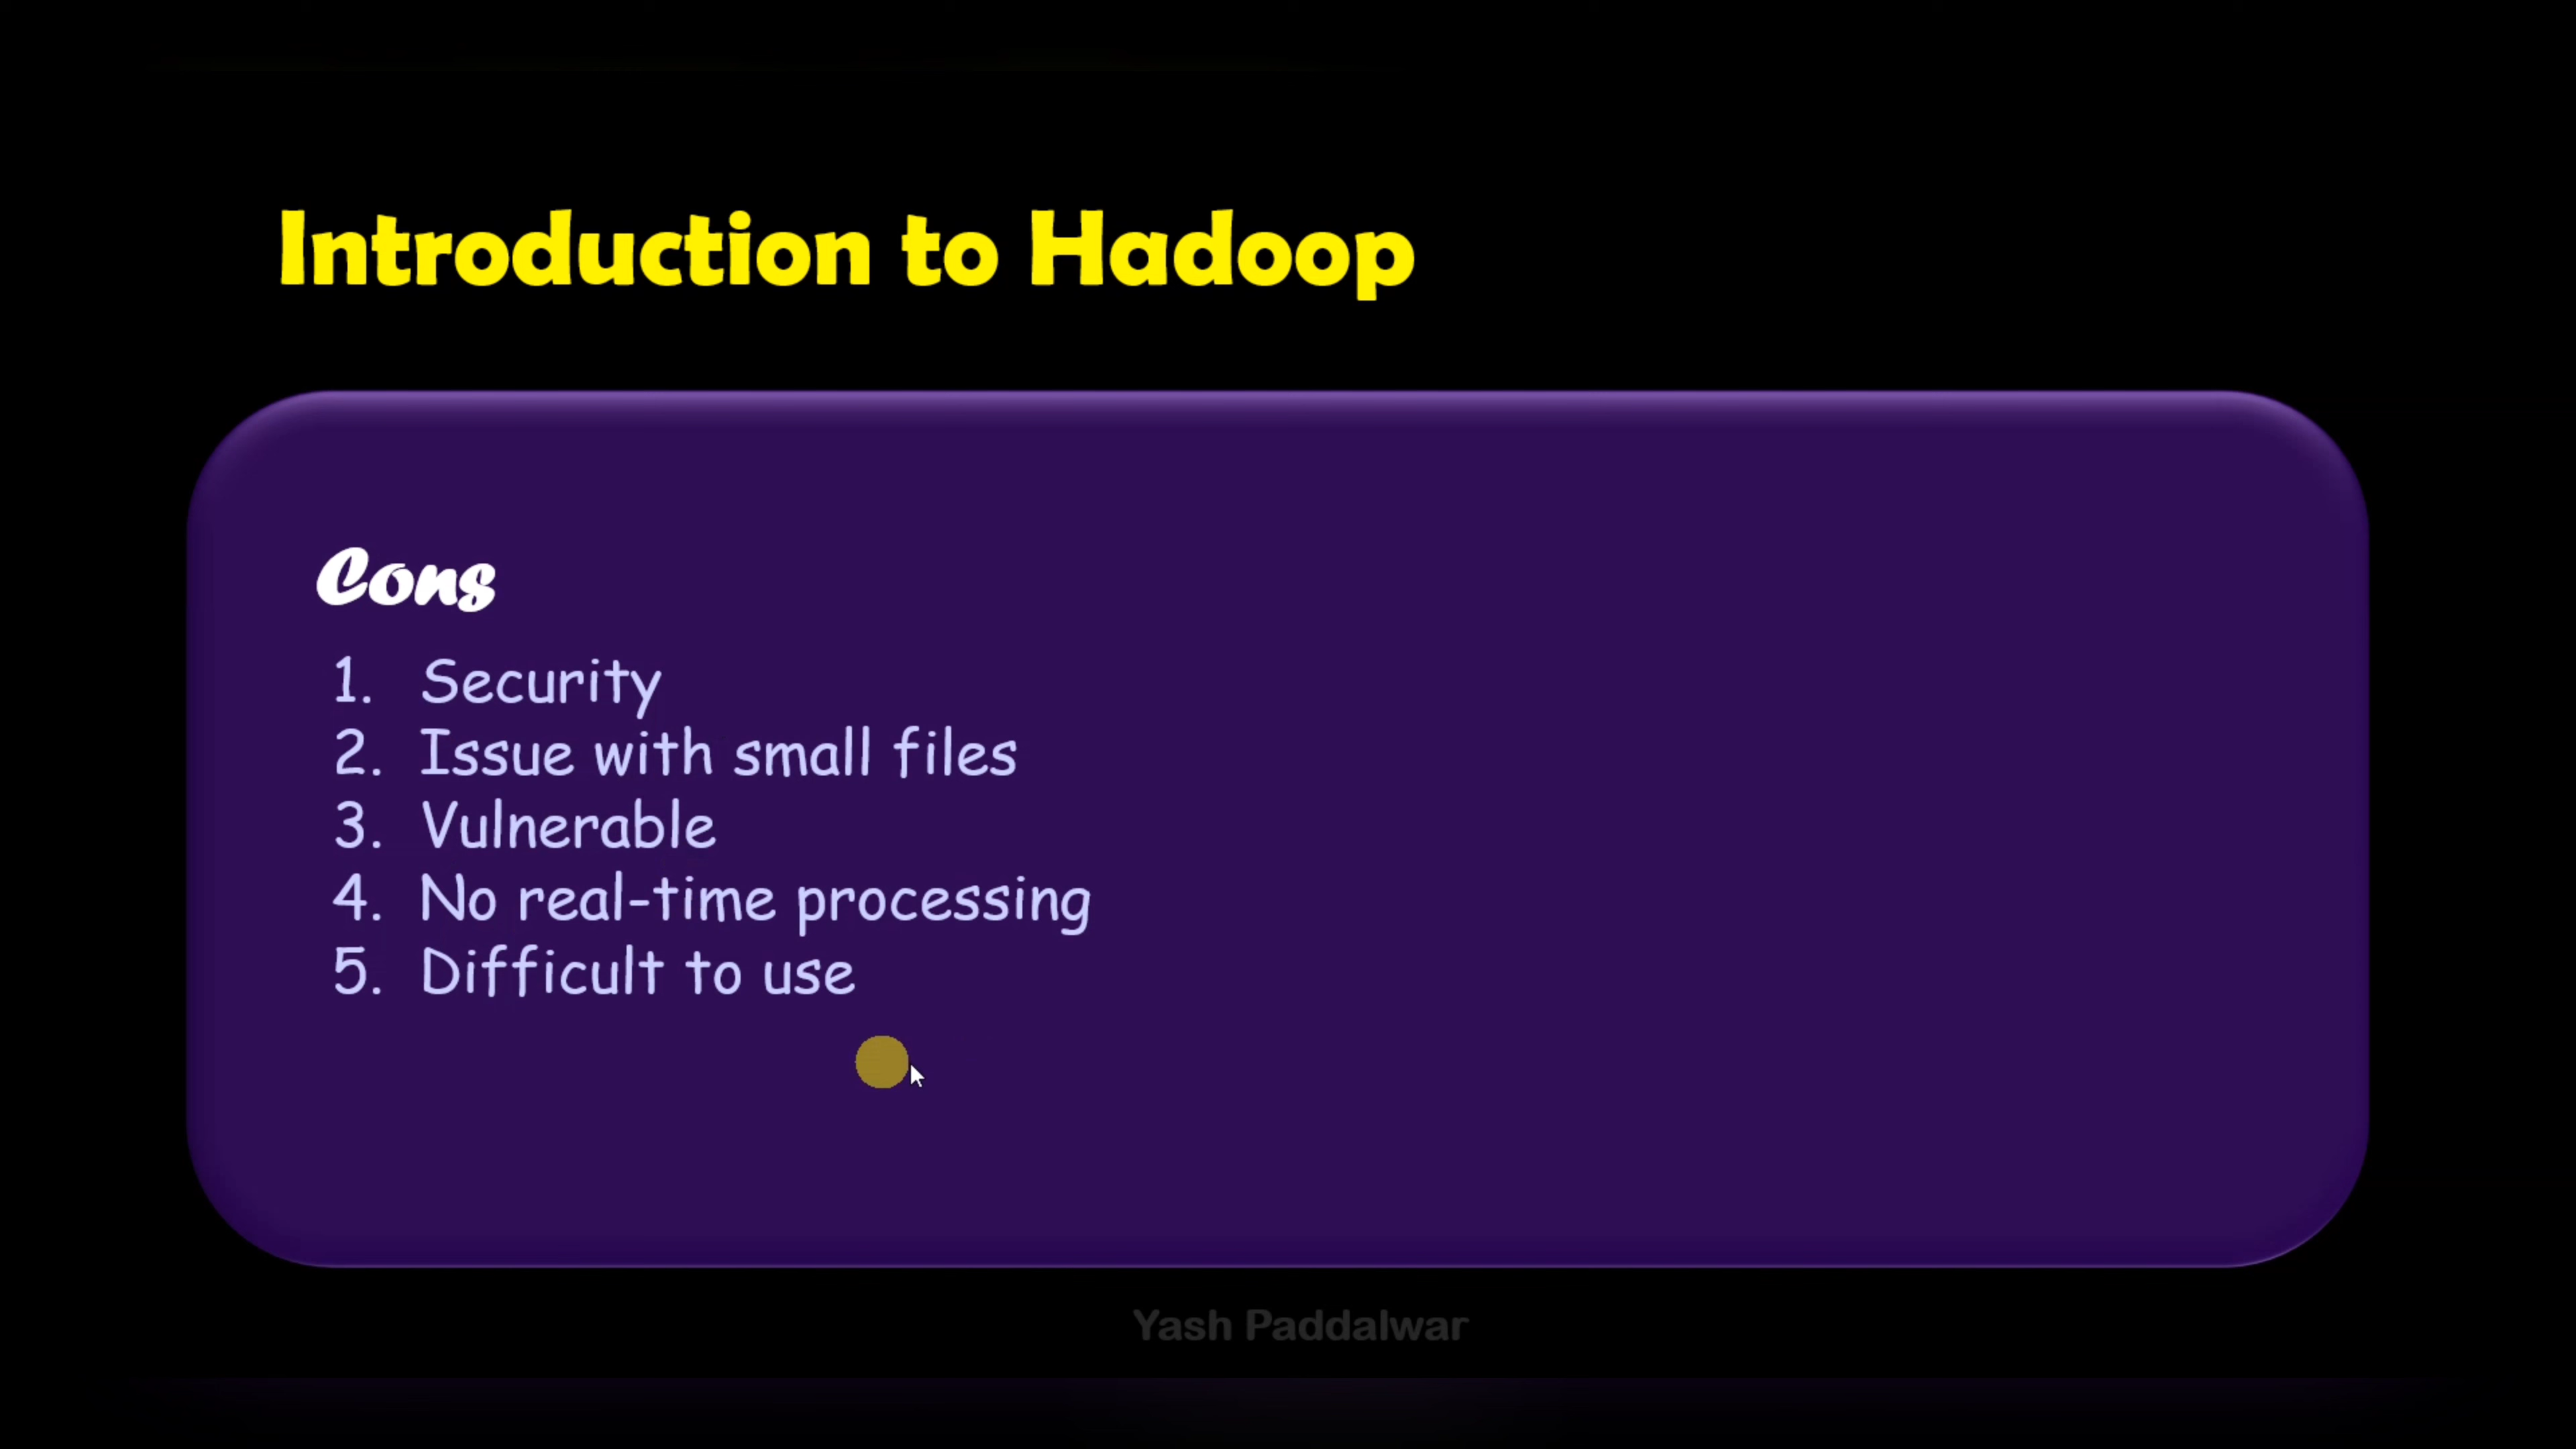 Introduction to Hadoop
Cons
1. Security
2. Issue with small files
3. Vulnerable
4. No real-time processing
5. Difficult to use
Yash Paddalwar